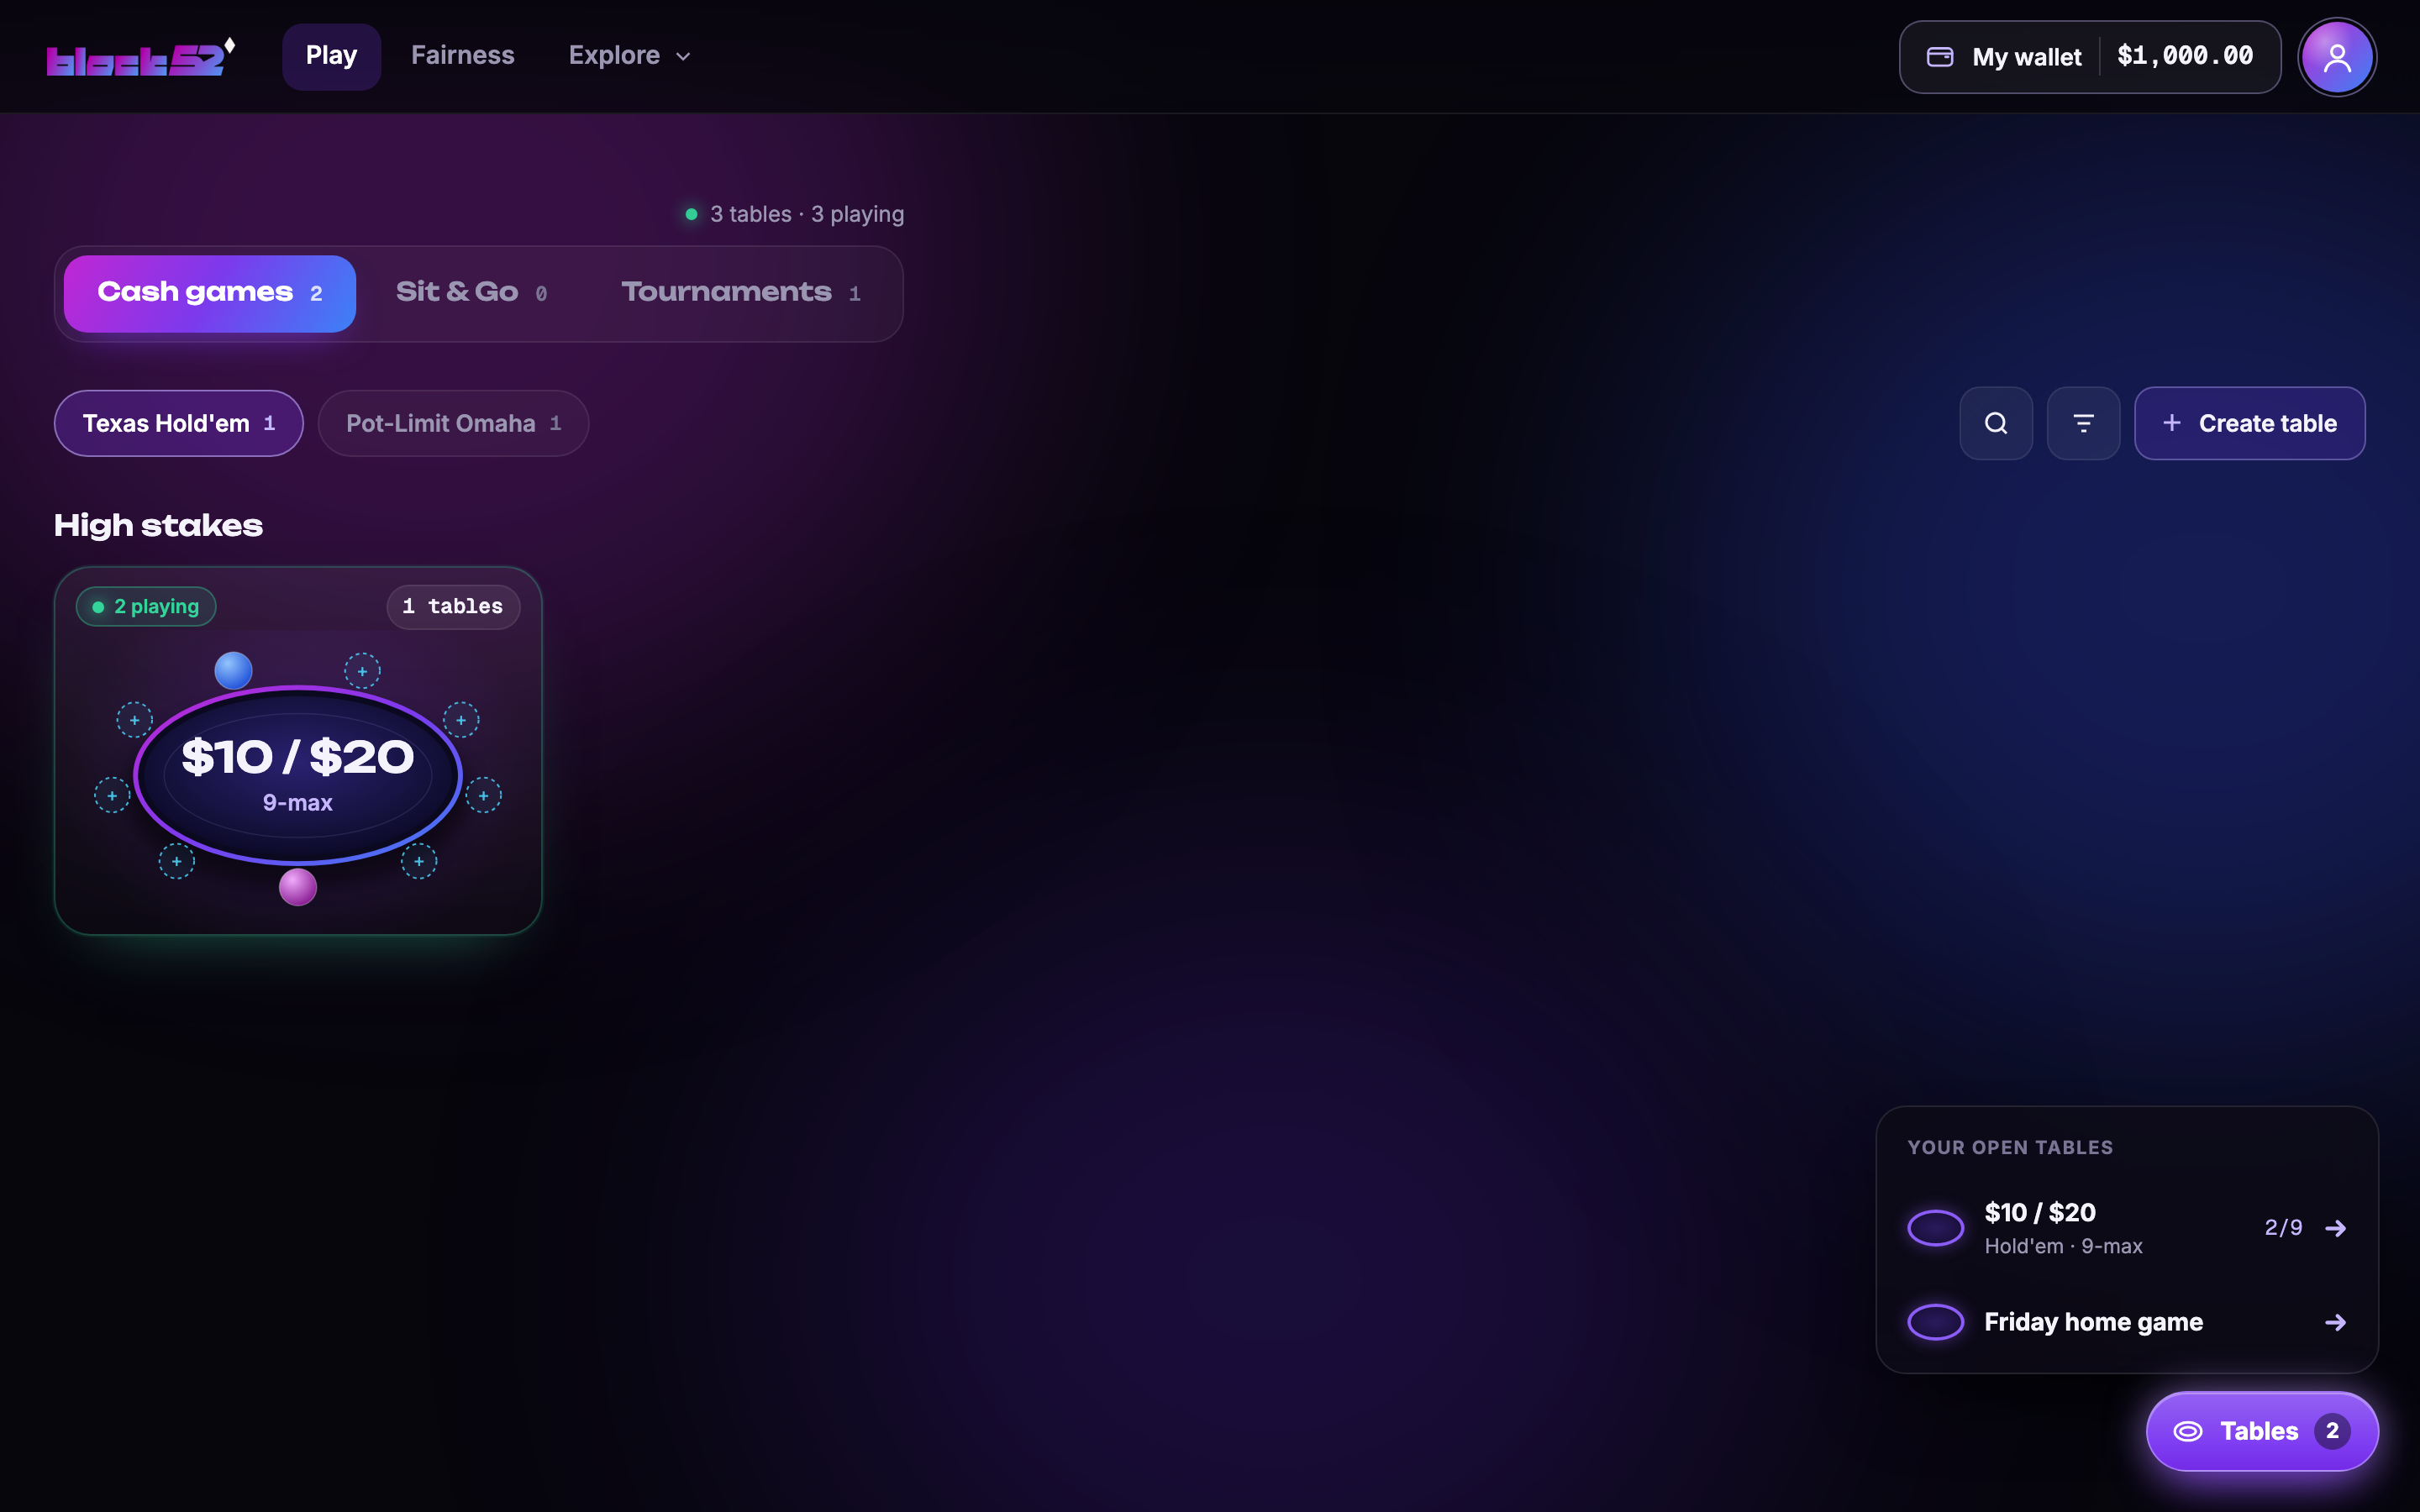 block52
Play
Fairness
Explore
My wallet
$1,000.00
3 tables · 3 playing
Cash games 2
Sit & Go 0
Tournaments 1
Texas Hold'em 1
Pot-Limit Omaha 1
+ Create table
High stakes
2 playing
1 tables
$10 / $20
9-max
YOUR OPEN TABLES
$10 / $20
Hold'em · 9-max
2/9
Friday home game
Tables 2